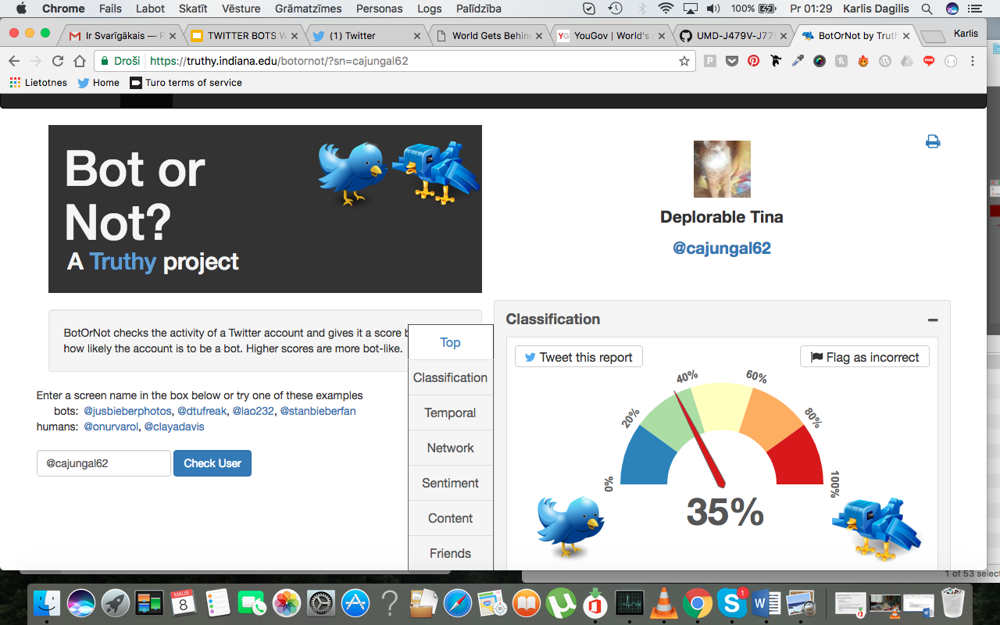 Chrome Fails Labot Skatīt Vēsture Grāmatzīmes Personas Logs Palīdzība 100% Pr 01:29 Karlis Dagilis
Ir Svarīgākais — P TWITTER BOTS W (1) Twitter World Gets Behin YouGov | World's UMD-J479V-J77 BotOrNot by Truth Karlis
Droši https://truthy.indiana.edu/botornot/?sn=cajungal62
Lietotnes Home Turo terms of service
Bot or
Not?
A Truthy project
Deplorable Tina
@cajungal62
BotOrNot checks the activity of a Twitter account and gives it a score b
how likely the account is to be a bot. Higher scores are more bot-like.
Enter a screen name in the box below or try one of these examples
bots: @jusbieberphotos, @dtufreak, @lao232, @stanbieberfan
humans: @onurvarol, @clayadavis
@cajungal62 Check User
Top
Classification
Temporal
Network
Sentiment
Content
Friends
Classification
Tweet this report Flag as incorrect
0% 20% 40% 60% 80% 100%
35%
1 of 53 select
MAIJS
8
1